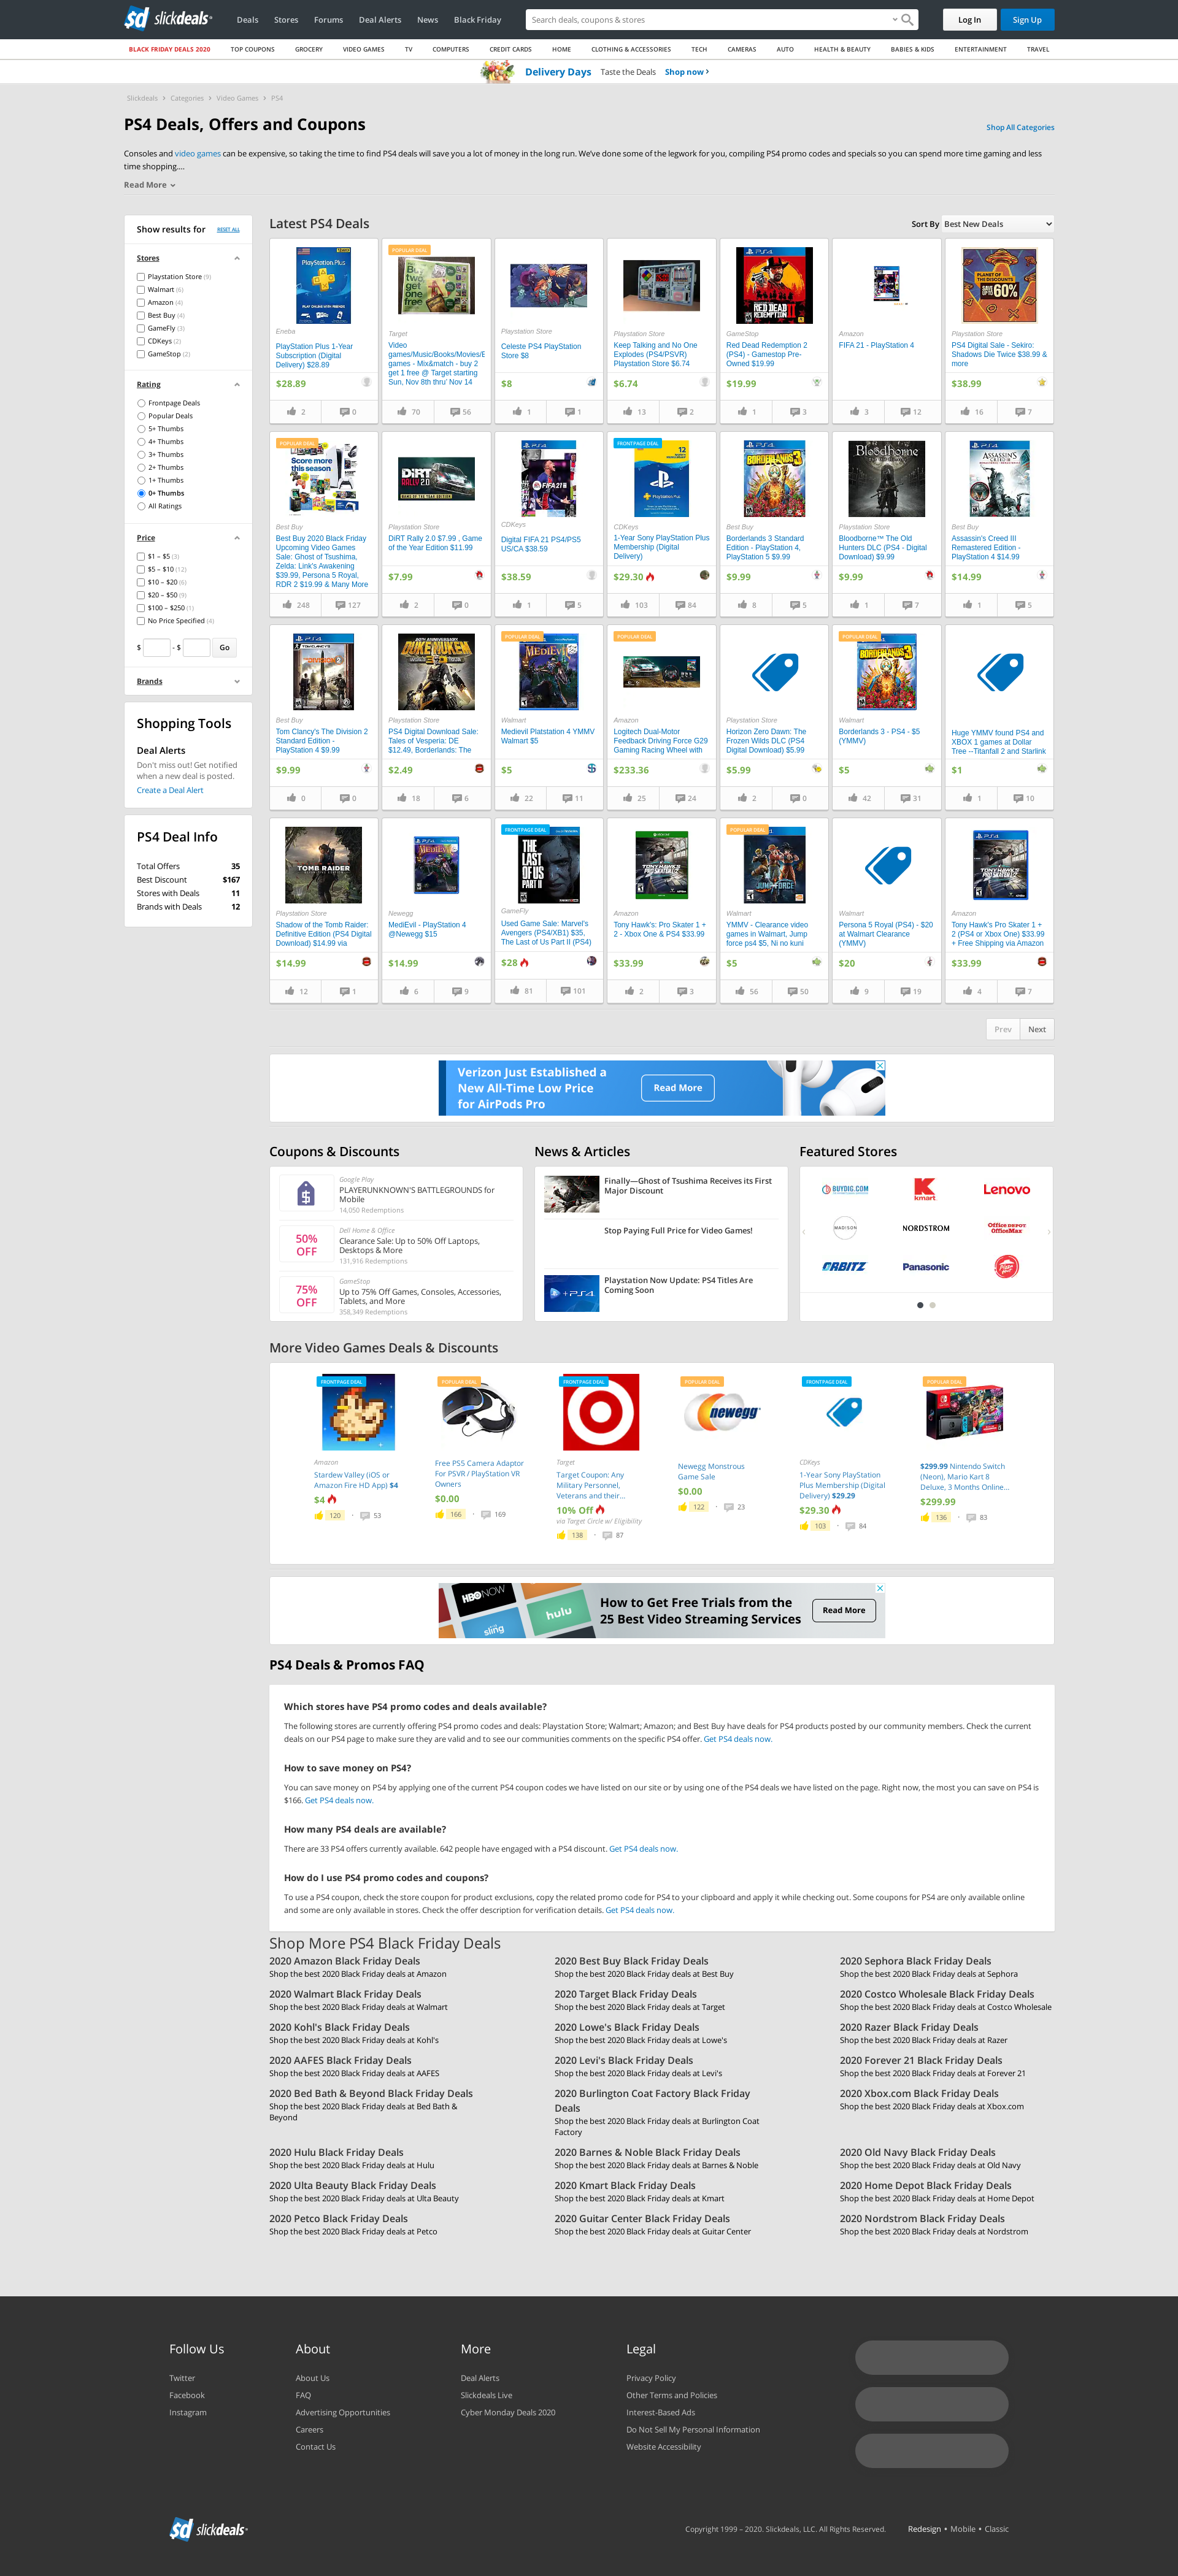 sd slickdeals
Deals
Stores
Forums
Deal Alerts
News
Black Friday
Search deals, coupons & stores
Log In
Sign Up
BLACK FRIDAY DEALS 2020
TOP COUPONS
GROCERY
VIDEO GAMES
TV
COMPUTERS
CREDIT CARDS
HOME
CLOTHING & ACCESSORIES
TECH
CAMERAS
AUTO
HEALTH & BEAUTY
BABIES & KIDS
ENTERTAINMENT
TRAVEL
Delivery Days Taste the Deals Shop now
Slickdeals › Categories › Video Games › PS4
PS4 Deals, Offers and Coupons
Shop All Categories
Consoles and video games can be expensive, so taking the time to find PS4 deals will save you a lot of money in the long run. We've done some of the legwork for you, compiling PS4 promo codes and specials so you can spend more time gaming and less
time shopping....
Read More
Show results for
RESET ALL
Stores
Playstation Store (9)
Walmart (6)
Amazon (4)
Best Buy (4)
GameFly (3)
CDKeys (2)
GameStop (2)
Rating
Frontpage Deals
Popular Deals
5+ Thumbs
4+ Thumbs
3+ Thumbs
2+ Thumbs
1+ Thumbs
0+ Thumbs
All Ratings
Price
$1 – $5 (3)
$5 – $10 (12)
$10 – $20 (6)
$20 – $50 (9)
$100 – $250 (1)
No Price Specified (4)
$ - $ Go
Brands
Shopping Tools
Deal Alerts
Don't miss out! Get notified
when a new deal is posted.
Create a Deal Alert
PS4 Deal Info
Total Offers 35
Best Discount $167
Stores with Deals 11
Brands with Deals 12
Latest PS4 Deals
Sort By Best New Deals
Eneba
PlayStation Plus 1-Year
Subscription (Digital
Delivery) $28.89
$28.89
2 0
POPULAR DEAL
Target
Video
games/Music/Books/Movies/E
games - Mix&match - buy 2
get 1 free @ Target starting
Sun, Nov 8th thru' Nov 14
70 56
Playstation Store
Celeste PS4 PlayStation
Store $8
$8
1 1
Playstation Store
Keep Talking and No One
Explodes (PS4/PSVR)
Playstation Store $6.74
$6.74
13 2
GameStop
Red Dead Redemption 2
(PS4) - Gamestop Pre-
Owned $19.99
$19.99
1 3
Amazon
FIFA 21 - PlayStation 4
3 12
Playstation Store
PS4 Digital Sale - Sekiro:
Shadows Die Twice $38.99 &
more
$38.99
16 7
POPULAR DEAL
Score more
this season
Best Buy
Best Buy 2020 Black Friday
Upcoming Video Games
Sale: Ghost of Tsushima,
Zelda: Link's Awakening
$39.99, Persona 5 Royal,
RDR 2 $19.99 & Many More
248 127
Playstation Store
DiRT Rally 2.0 $7.99 , Game
of the Year Edition $11.99
$7.99
2 0
CDKeys
Digital FIFA 21 PS4/PS5
US/CA $38.59
$38.59
1 5
FRONTPAGE DEAL
CDKeys
1-Year Sony PlayStation Plus
Membership (Digital
Delivery)
$29.30
103 84
Best Buy
Borderlands 3 Standard
Edition - PlayStation 4,
PlayStation 5 $9.99
$9.99
8 5
Playstation Store
Bloodborne™ The Old
Hunters DLC (PS4 - Digital
Download) $9.99
$9.99
1 7
Best Buy
Assassin's Creed III
Remastered Edition -
PlayStation 4 $14.99
$14.99
1 5
Best Buy
Tom Clancy's The Division 2
Standard Edition -
PlayStation 4 $9.99
$9.99
0 0
Playstation Store
PS4 Digital Download Sale:
Tales of Vesperia: DE
$12.49, Borderlands: The
$2.49
18 6
POPULAR DEAL
Walmart
Medievil Platstation 4 YMMV
Walmart $5
$5
22 11
POPULAR DEAL
Amazon
Logitech Dual-Motor
Feedback Driving Force G29
Gaming Racing Wheel with
$233.36
25 24
Playstation Store
Horizon Zero Dawn: The
Frozen Wilds DLC (PS4
Digital Download) $5.99
$5.99
2 0
POPULAR DEAL
Walmart
Borderlands 3 - PS4 - $5
(YMMV)
$5
42 31
Huge YMMV found PS4 and
XBOX 1 games at Dollar
Tree --Titanfall 2 and Starlink
$1
1 10
Playstation Store
Shadow of the Tomb Raider:
Definitive Edition (PS4 Digital
Download) $14.99 via
$14.99
12 1
Newegg
MediEvil - PlayStation 4
@Newegg $15
$14.99
6 9
FRONTPAGE DEAL
GameFly
Used Game Sale: Marvel's
Avengers (PS4/XB1) $35,
The Last of Us Part II (PS4)
$28
81 101
Amazon
Tony Hawk's: Pro Skater 1 +
2 - Xbox One & PS4 $33.99
$33.99
2 3
POPULAR DEAL
Walmart
YMMV - Clearance video
games in Walmart, Jump
force ps4 $5, Ni no kuni
$5
56 50
Walmart
Persona 5 Royal (PS4) - $20
at Walmart Clearance
(YMMV)
$20
9 19
Amazon
Tony Hawk's Pro Skater 1 +
2 (PS4 or Xbox One) $33.99
+ Free Shipping via Amazon
$33.99
4 7
Prev Next
Verizon Just Established a
New All-Time Low Price
for AirPods Pro
Read More
Coupons & Discounts
Google Play
PLAYERUNKNOWN'S BATTLEGROUNDS for
Mobile
14,050 Redemptions
50%
OFF
Dell Home & Office
Clearance Sale: Up to 50% Off Laptops,
Desktops & More
131,916 Redemptions
75%
OFF
GameStop
Up to 75% Off Games, Consoles, Accessories,
Tablets, and More
358,349 Redemptions
News & Articles
Finally—Ghost of Tsushima Receives its First
Major Discount
Stop Paying Full Price for Video Games!
Playstation Now Update: PS4 Titles Are
Coming Soon
Featured Stores
BUYDIG.COM
kmart
Lenovo
MADISON
NORDSTROM
Office DEPOT
OfficeMax
ORBITZ
Panasonic
More Video Games Deals & Discounts
FRONTPAGE DEAL
Amazon
Stardew Valley (iOS or
Amazon Fire HD App) $4
$4
120 · 53
POPULAR DEAL
Free PS5 Camera Adaptor
For PSVR / PlayStation VR
Owners
$0.00
166 · 169
FRONTPAGE DEAL
Target
Target Coupon: Any
Military Personnel,
Veterans and their...
10% Off
via Target Circle w/ Eligibility
138 · 87
POPULAR DEAL
newegg
Newegg Monstrous
Game Sale
$0.00
122 · 23
FRONTPAGE DEAL
CDKeys
1-Year Sony PlayStation
Plus Membership (Digital
Delivery) $29.29
$29.30
103 · 84
POPULAR DEAL
$299.99 Nintendo Switch
(Neon), Mario Kart 8
Deluxe, 3 Months Online...
$299.99
136 · 83
HBO NOW
hulu
sling
How to Get Free Trials from the
25 Best Video Streaming Services
Read More
PS4 Deals & Promos FAQ
Which stores have PS4 promo codes and deals available?
The following stores are currently offering PS4 promo codes and deals: Playstation Store; Walmart; Amazon; and Best Buy have deals for PS4 products posted by our community members. Check the current
deals on our PS4 page to make sure they are valid and to see our communities comments on the specific PS4 offer. Get PS4 deals now.
How to save money on PS4?
You can save money on PS4 by applying one of the current PS4 coupon codes we have listed on our site or by using one of the PS4 deals we have listed on the page. Right now, the most you can save on PS4 is
$166. Get PS4 deals now.
How many PS4 deals are available?
There are 33 PS4 offers currently available. 642 people have engaged with a PS4 discount. Get PS4 deals now.
How do I use PS4 promo codes and coupons?
To use a PS4 coupon, check the store coupon for product exclusions, copy the related promo code for PS4 to your clipboard and apply it while checking out. Some coupons for PS4 are only available online
and some are only available in stores. Check the offer description for verification details. Get PS4 deals now.
Shop More PS4 Black Friday Deals
2020 Amazon Black Friday Deals
Shop the best 2020 Black Friday deals at Amazon
2020 Best Buy Black Friday Deals
Shop the best 2020 Black Friday deals at Best Buy
2020 Sephora Black Friday Deals
Shop the best 2020 Black Friday deals at Sephora
2020 Walmart Black Friday Deals
Shop the best 2020 Black Friday deals at Walmart
2020 Target Black Friday Deals
Shop the best 2020 Black Friday deals at Target
2020 Costco Wholesale Black Friday Deals
Shop the best 2020 Black Friday deals at Costco Wholesale
2020 Kohl's Black Friday Deals
Shop the best 2020 Black Friday deals at Kohl's
2020 Lowe's Black Friday Deals
Shop the best 2020 Black Friday deals at Lowe's
2020 Razer Black Friday Deals
Shop the best 2020 Black Friday deals at Razer
2020 AAFES Black Friday Deals
Shop the best 2020 Black Friday deals at AAFES
2020 Levi's Black Friday Deals
Shop the best 2020 Black Friday deals at Levi's
2020 Forever 21 Black Friday Deals
Shop the best 2020 Black Friday deals at Forever 21
2020 Bed Bath & Beyond Black Friday Deals
Shop the best 2020 Black Friday deals at Bed Bath &
Beyond
2020 Burlington Coat Factory Black Friday
Deals
Shop the best 2020 Black Friday deals at Burlington Coat
Factory
2020 Xbox.com Black Friday Deals
Shop the best 2020 Black Friday deals at Xbox.com
2020 Hulu Black Friday Deals
Shop the best 2020 Black Friday deals at Hulu
2020 Barnes & Noble Black Friday Deals
Shop the best 2020 Black Friday deals at Barnes & Noble
2020 Old Navy Black Friday Deals
Shop the best 2020 Black Friday deals at Old Navy
2020 Ulta Beauty Black Friday Deals
Shop the best 2020 Black Friday deals at Ulta Beauty
2020 Kmart Black Friday Deals
Shop the best 2020 Black Friday deals at Kmart
2020 Home Depot Black Friday Deals
Shop the best 2020 Black Friday deals at Home Depot
2020 Petco Black Friday Deals
Shop the best 2020 Black Friday deals at Petco
2020 Guitar Center Black Friday Deals
Shop the best 2020 Black Friday deals at Guitar Center
2020 Nordstrom Black Friday Deals
Shop the best 2020 Black Friday deals at Nordstrom
Follow Us
Twitter
Facebook
Instagram
About
About Us
FAQ
Advertising Opportunities
Careers
Contact Us
More
Deal Alerts
Slickdeals Live
Cyber Monday Deals 2020
Legal
Privacy Policy
Other Terms and Policies
Interest-Based Ads
Do Not Sell My Personal Information
Website Accessibility
sd slickdeals
Copyright 1999 – 2020. Slickdeals, LLC. All Rights Reserved.
Redesign • Mobile • Classic